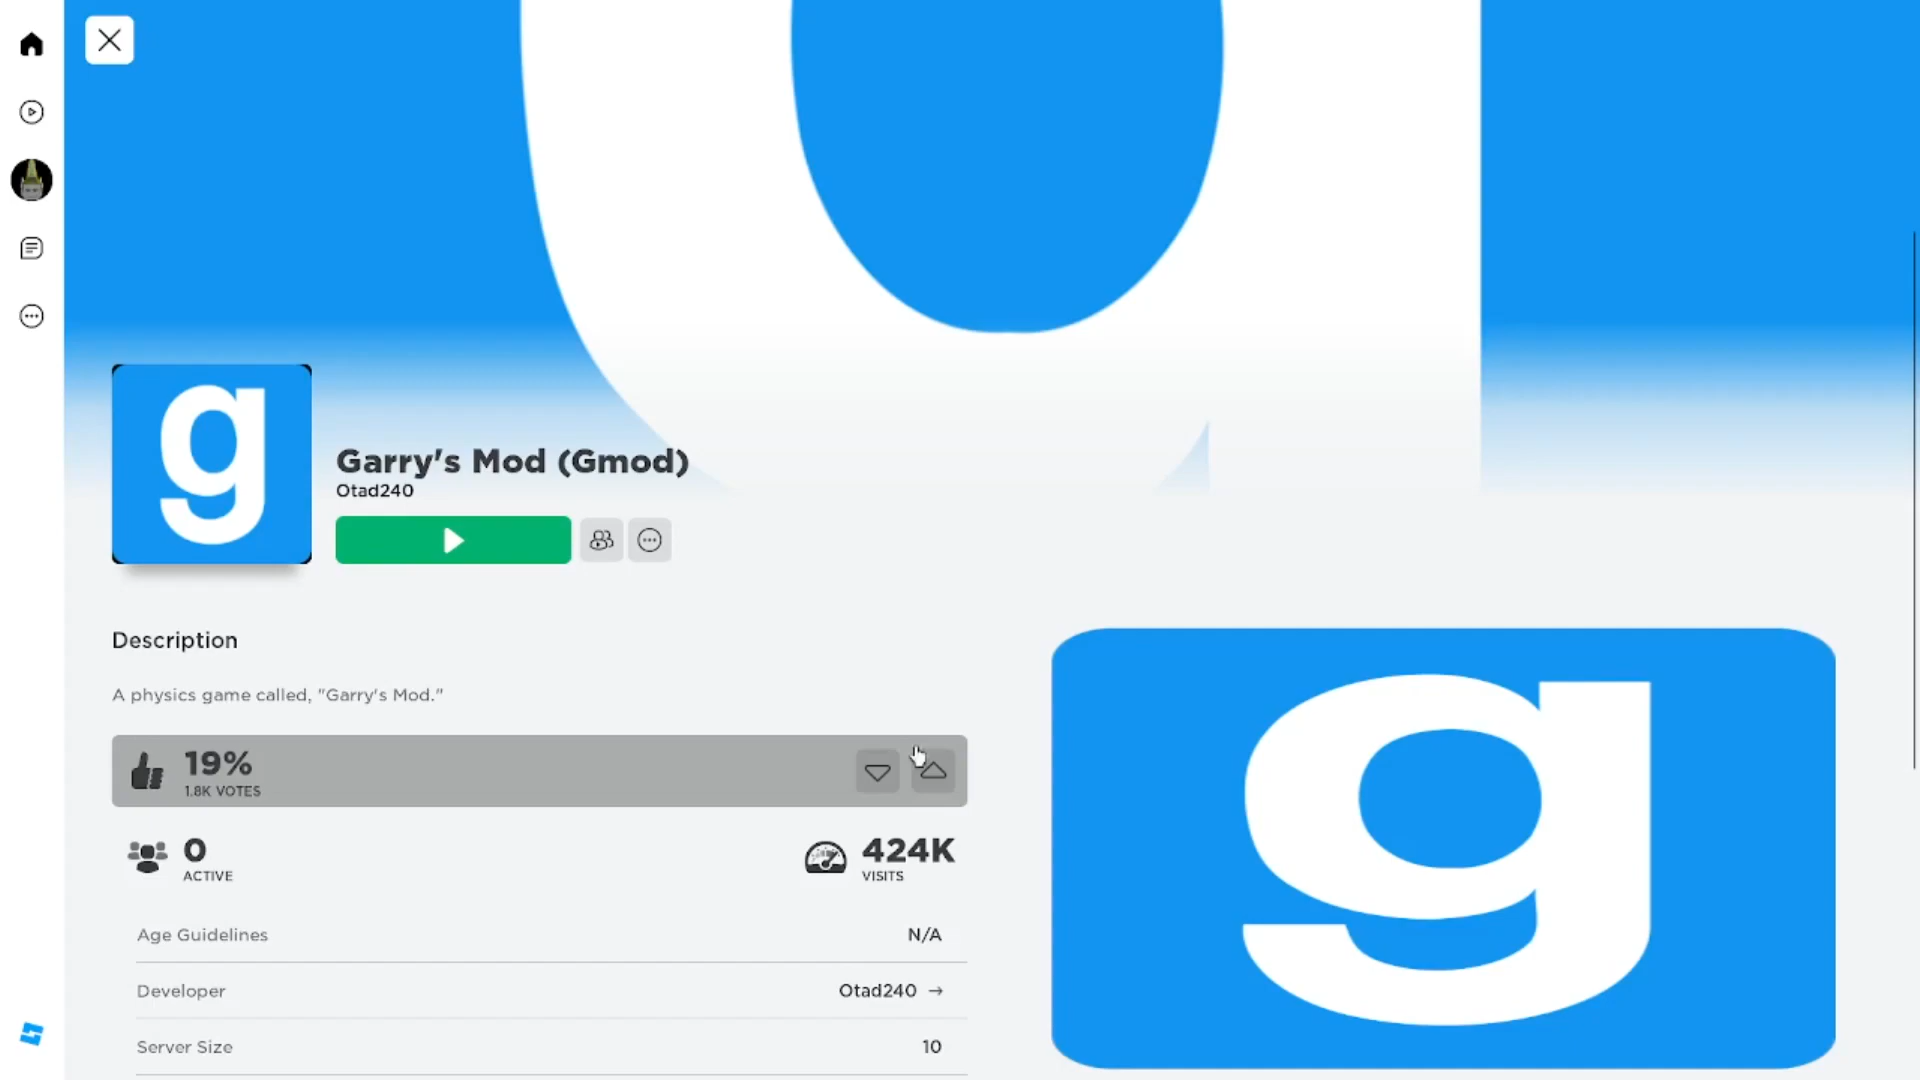 g
Garry's Mod (Gmod)
Otad240
Description
A physics game called, "Garry's Mod."
19%
1.8K VOTES
0
ACTIVE
424K
VISITS
Age Guidelines
N/A
Developer
Otad240 →
Server Size
10
g